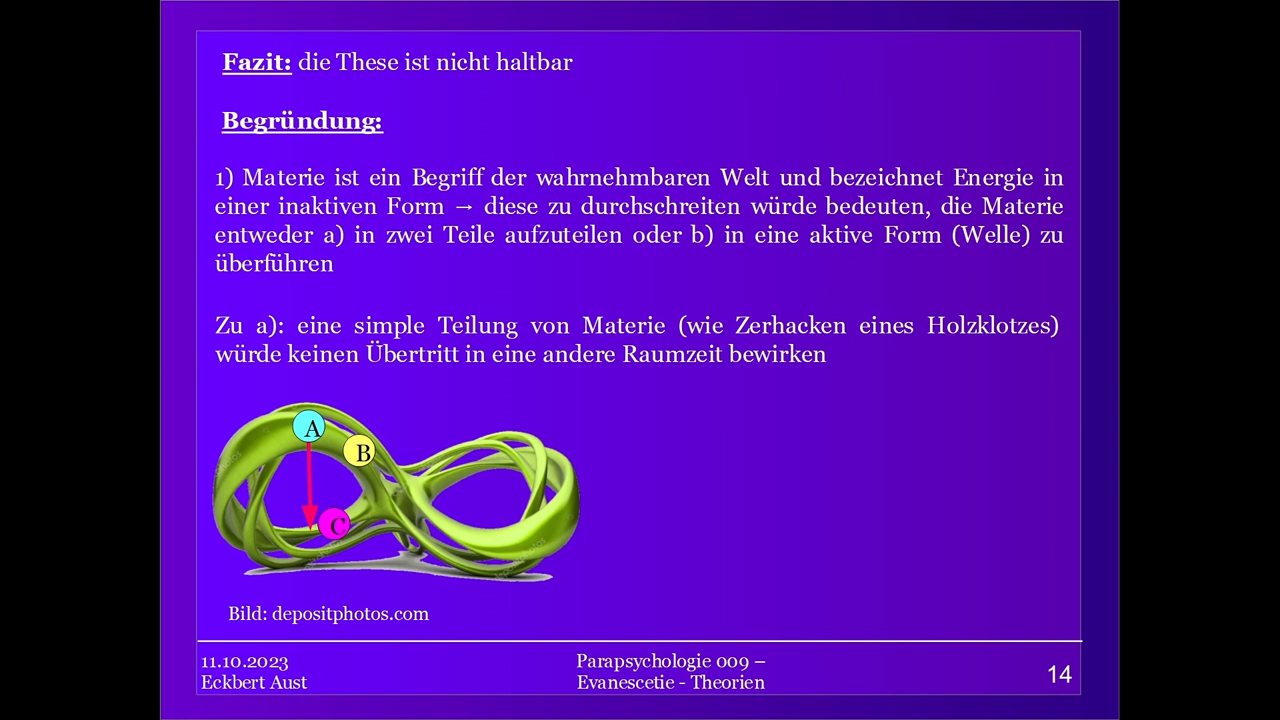 Fazit: die These ist nicht haltbar
Begründung:
1) Materie ist ein Begriff der wahrnehmbaren Welt und bezeichnet Energie in
einer inaktiven Form → diese zu durchschreiten würde bedeuten, die Materie
entweder a) in zwei Teile aufzuteilen oder b) in eine aktive Form (Welle) zu
überführen
Zu a): eine simple Teilung von Materie (wie Zerhacken eines Holzklotzes)
würde keinen Übertritt in eine andere Raumzeit bewirken
A
B
C
Bild: depositphotos.com
11.10.2023
Eckbert Aust
Parapsychologie 009 –
Evanescetie - Theorien
14